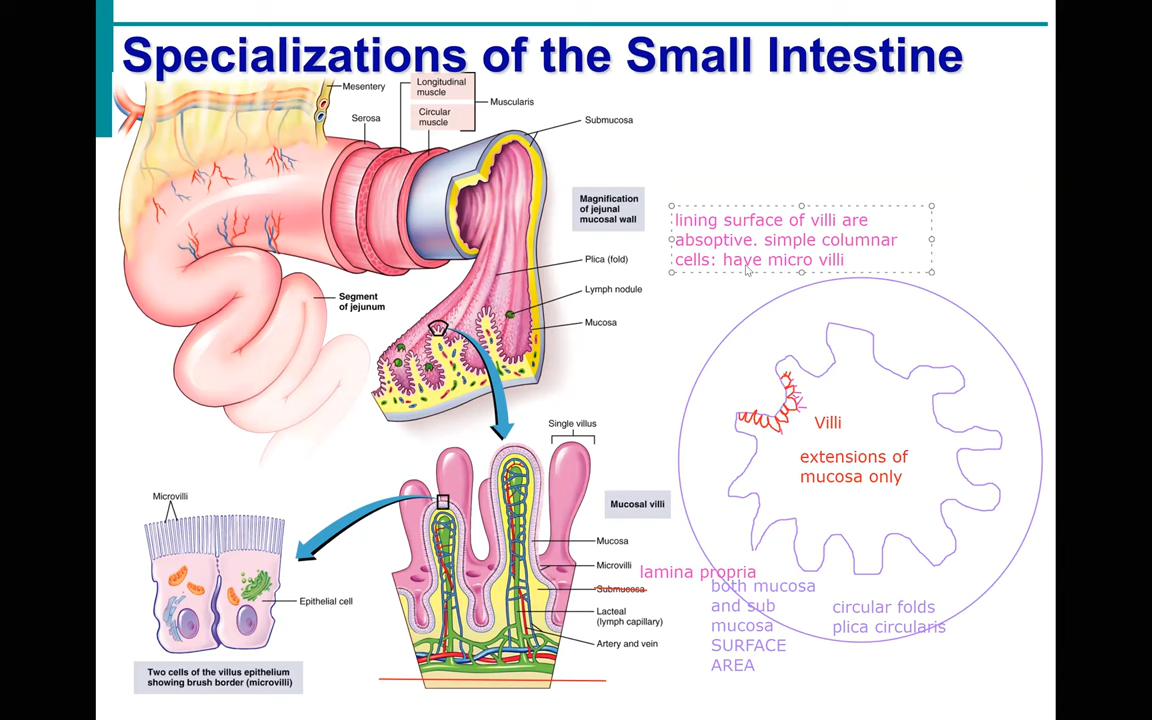 Specializations of the Small Intestine
Mesentery
Longitudinal
muscle
Circular
muscle
Muscularis
Serosa
Submucosa
Magnification
of jejunal
mucosal wall
Plica (fold)
Lymph nodule
Mucosa
Segment
of jejunum
lining surface of villi are
absoptive. simple columnar
cells: have micro villi
Villi
extensions of
mucosa only
Single villus
Mucosal villi
Mucosa
Microvilli
lamina propria
Submucosa
Lacteal
(lymph capillary)
Artery and vein
Microvilli
Epithelial cell
Two cells of the villus epithelium
showing brush border (microvilli)
both mucosa
and sub
mucosa
SURFACE
AREA
circular folds
plica circularis